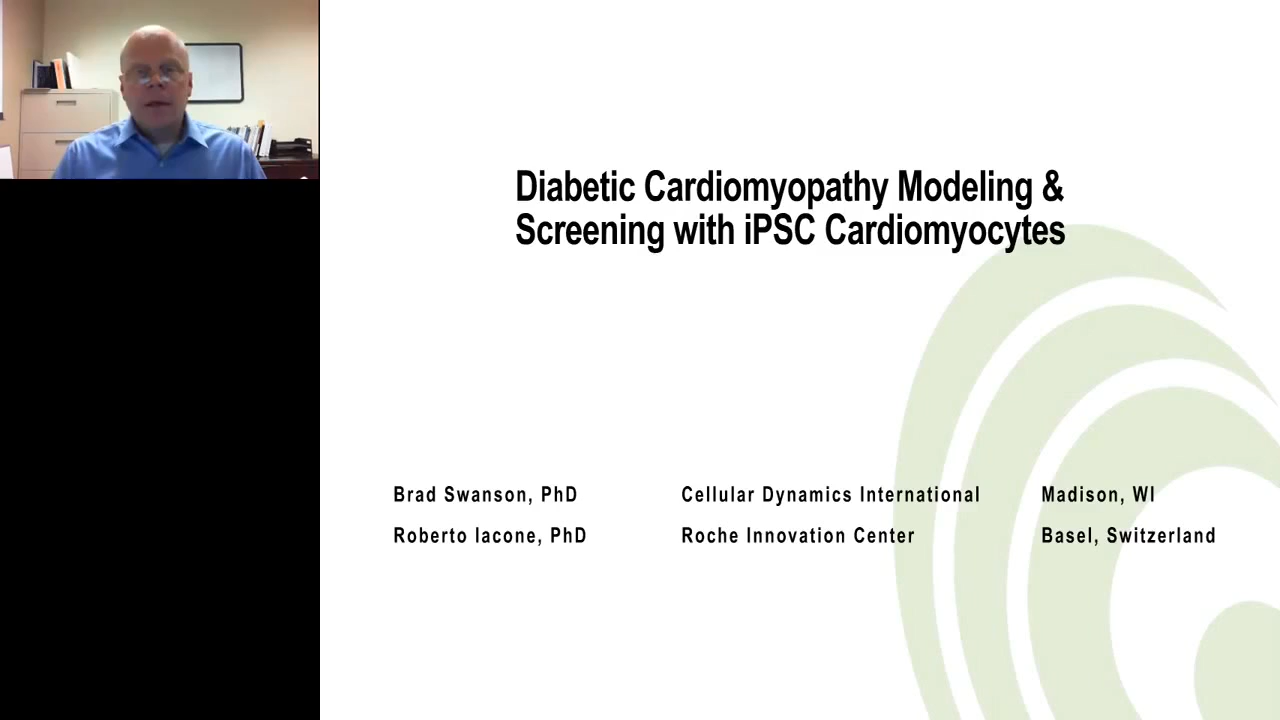 Diabetic Cardiomyopathy Modeling &
Screening with iPSC Cardiomyocytes
Brad Swanson, PhD Cellular Dynamics International Madison, WI
Roberto Iacone, PhD Roche Innovation Center Basel, Switzerland